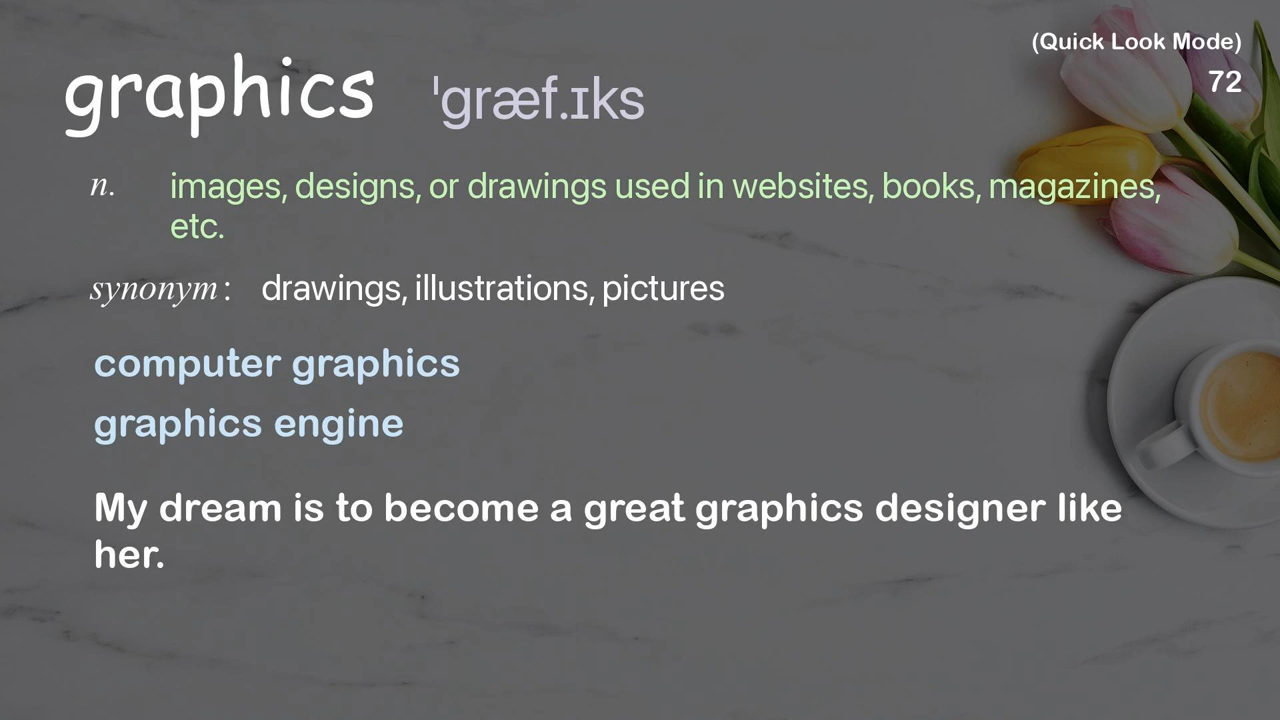 (Quick Look Mode)
72
graphics ˈɡræf.ɪks
n. images, designs, or drawings used in websites, books, magazines,
etc.
synonym: drawings, illustrations, pictures
computer graphics
graphics engine
My dream is to become a great graphics designer like
her.